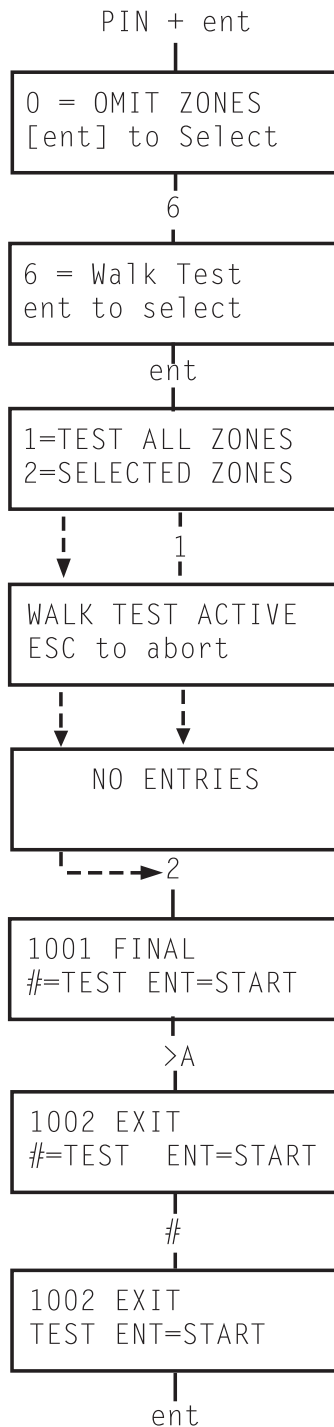 PIN + ent
0 = OMIT ZONES
[ent] to Select
6
6 = Walk Test
ent to select
ent
1=TEST ALL ZONES
2=SELECTED ZONES
1
WALK TEST ACTIVE
ESC to abort
NO ENTRIES
2
1001 FINAL
#=TEST ENT=START
>A
1002 EXIT
#=TEST ENT=START
#
1002 EXIT
TEST ENT=START
ent